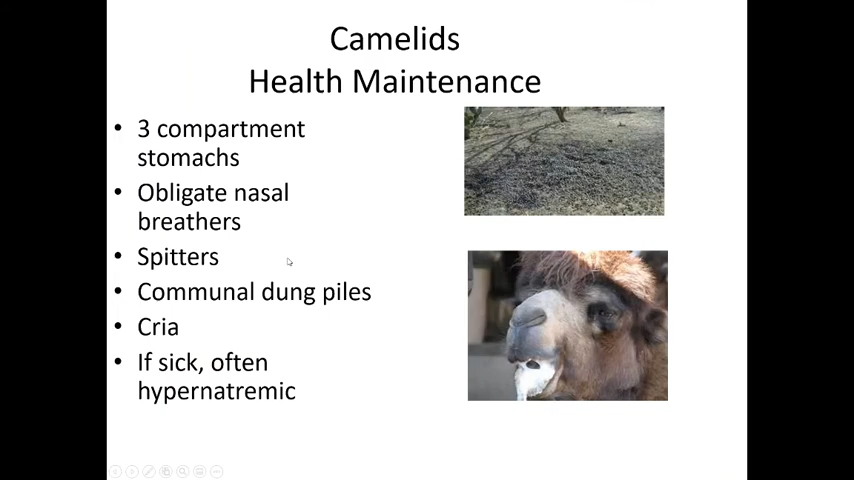 Camelids
Health Maintenance
• 3 compartment
stomachs
• Obligate nasal
breathers
• Spitters
• Communal dung piles
• Cria
• If sick, often
hypernatremic